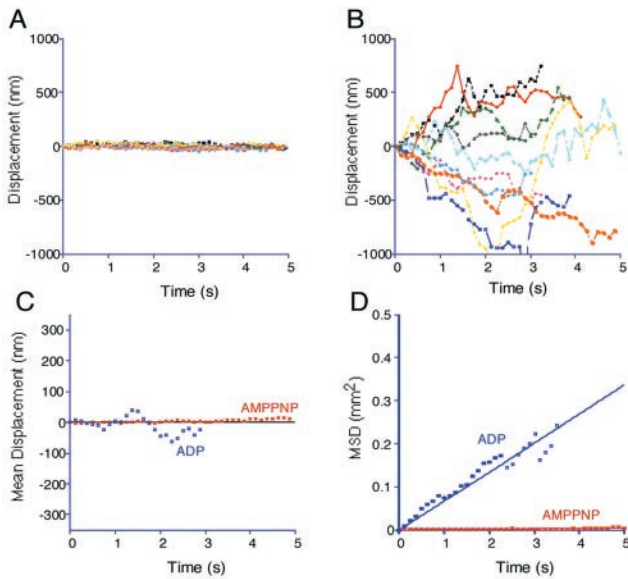 A
1000
500
0
-500
-1000
Displacement (nm)
0 1 2 3 4 5
Time (s)
B
1000
500
0
-500
-1000
Displacement (nm)
0 1 2 3 4 5
Time (s)
C
300
200
100
0
-100
-200
-300
Mean Displacement (nm)
AMPPNP
ADP
0 1 2 3 4 5
Time (s)
D
0.5
0.4
0.3
0.2
0.1
0
MSD (mm²)
ADP
AMPPNP
0 1 2 3 4 5
Time (s)